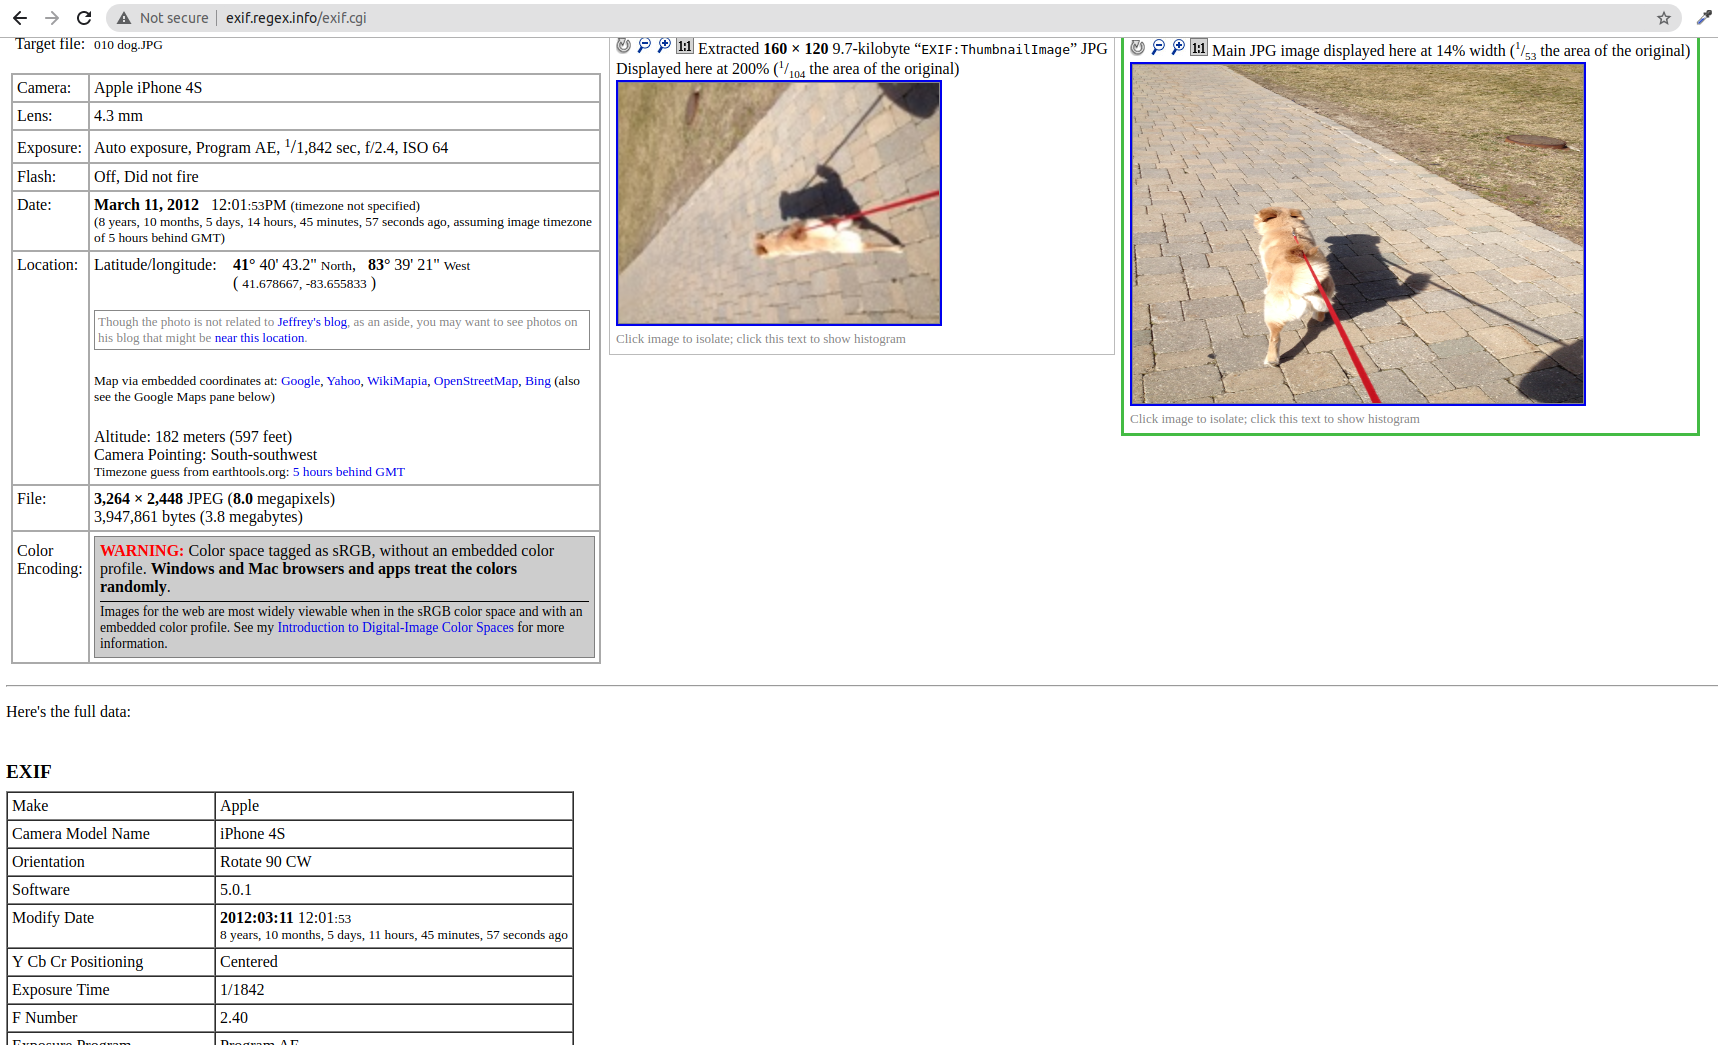 Not secure
exif.regex.info/exif.cgi
Target file: 010 dog.JPG
Camera: Apple iPhone 4S
Lens: 4.3 mm
Exposure: Auto exposure, Program AE, 1/1,842 sec, f/2.4, ISO 64
Flash: Off, Did not fire
Date: March 11, 2012 12:01:53PM (timezone not specified)
(8 years, 10 months, 5 days, 14 hours, 45 minutes, 57 seconds ago, assuming image timezone
of 5 hours behind GMT)
Location: Latitude/longitude: 41° 40' 43.2" North, 83° 39' 21" West
( 41.678667, -83.655833 )
Though the photo is not related to Jeffrey's blog, as an aside, you may want to see photos on
his blog that might be near this location.
Map via embedded coordinates at: Google, Yahoo, WikiMapia, OpenStreetMap, Bing (also
see the Google Maps pane below)
Altitude: 182 meters (597 feet)
Camera Pointing: South-southwest
Timezone guess from earthtools.org: 5 hours behind GMT
File: 3,264 × 2,448 JPEG (8.0 megapixels)
3,947,861 bytes (3.8 megabytes)
Color
Encoding:
WARNING: Color space tagged as sRGB, without an embedded color
profile. Windows and Mac browsers and apps treat the colors
randomly.
Images for the web are most widely viewable when in the sRGB color space and with an
embedded color profile. See my Introduction to Digital-Image Color Spaces for more
information.
1:1 Extracted 160 × 120 9.7-kilobyte “EXIF:ThumbnailImage” JPG
Displayed here at 200% (1/104 the area of the original)
Click image to isolate; click this text to show histogram
1:1 Main JPG image displayed here at 14% width (1/53 the area of the original)
Click image to isolate; click this text to show histogram
Here's the full data:
EXIF
Make Apple
Camera Model Name iPhone 4S
Orientation Rotate 90 CW
Software 5.0.1
Modify Date 2012:03:11 12:01:53
8 years, 10 months, 5 days, 11 hours, 45 minutes, 57 seconds ago
Y Cb Cr Positioning Centered
Exposure Time 1/1842
F Number 2.40
Exposure Program Program AE